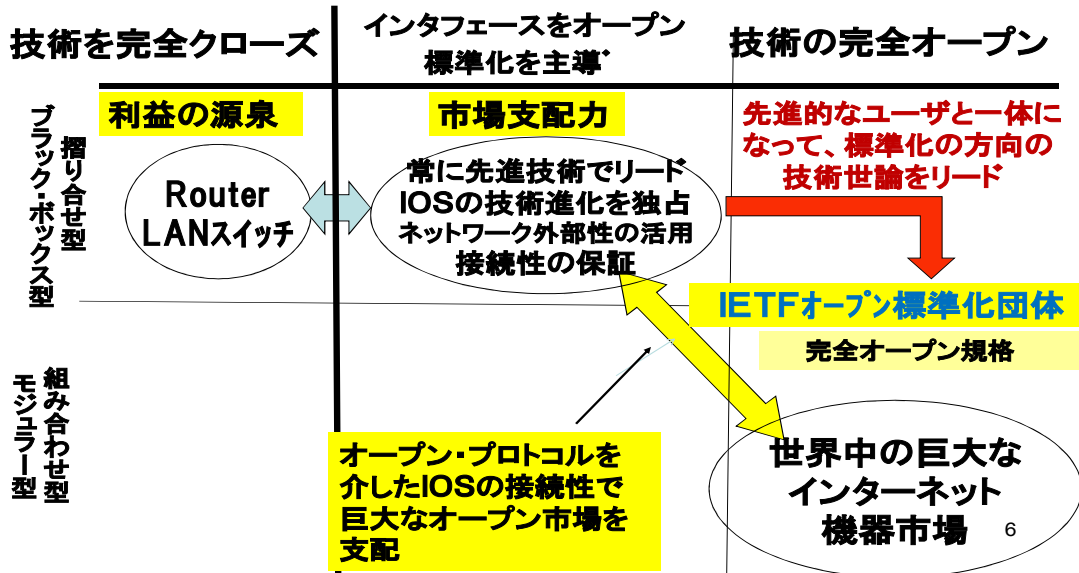 技術を完全クローズ
インタフェースをオープン
標準化を主導
技術の完全オープン
ブラック・ボックス型
摺り合せ型
利益の源泉
Router
LANスイッチ
市場支配力
常に先進技術でリード
IOSの技術進化を独占
ネットワーク外部性の活用
接続性の保証
先進的なユーザと一体に
なって、標準化の方向の
技術世論をリード
IETFオープン標準化団体
完全オープン規格
モジュラー型
組み合わせ型
オープン・プロトコルを
介したIOSの接続性で
巨大なオープン市場を
支配
世界中の巨大な
インターネット
機器市場
6